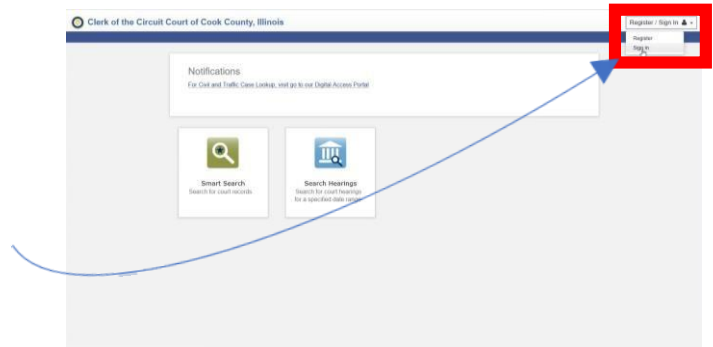 Clerk of the Circuit Court of Cook County, Illinois
Register / Sign In
Register
Sign In
Notifications
For Civil and Traffic Case Lookup, visit go to our Digital Access Portal
Smart Search
Search for court records
Search Hearings
Search for court hearings
for a specified date range